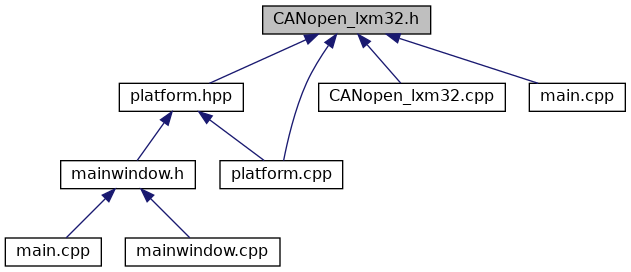 CANopen_lxm32.h
platform.hpp
CANopen_lxm32.cpp
main.cpp
mainwindow.h
platform.cpp
main.cpp
mainwindow.cpp